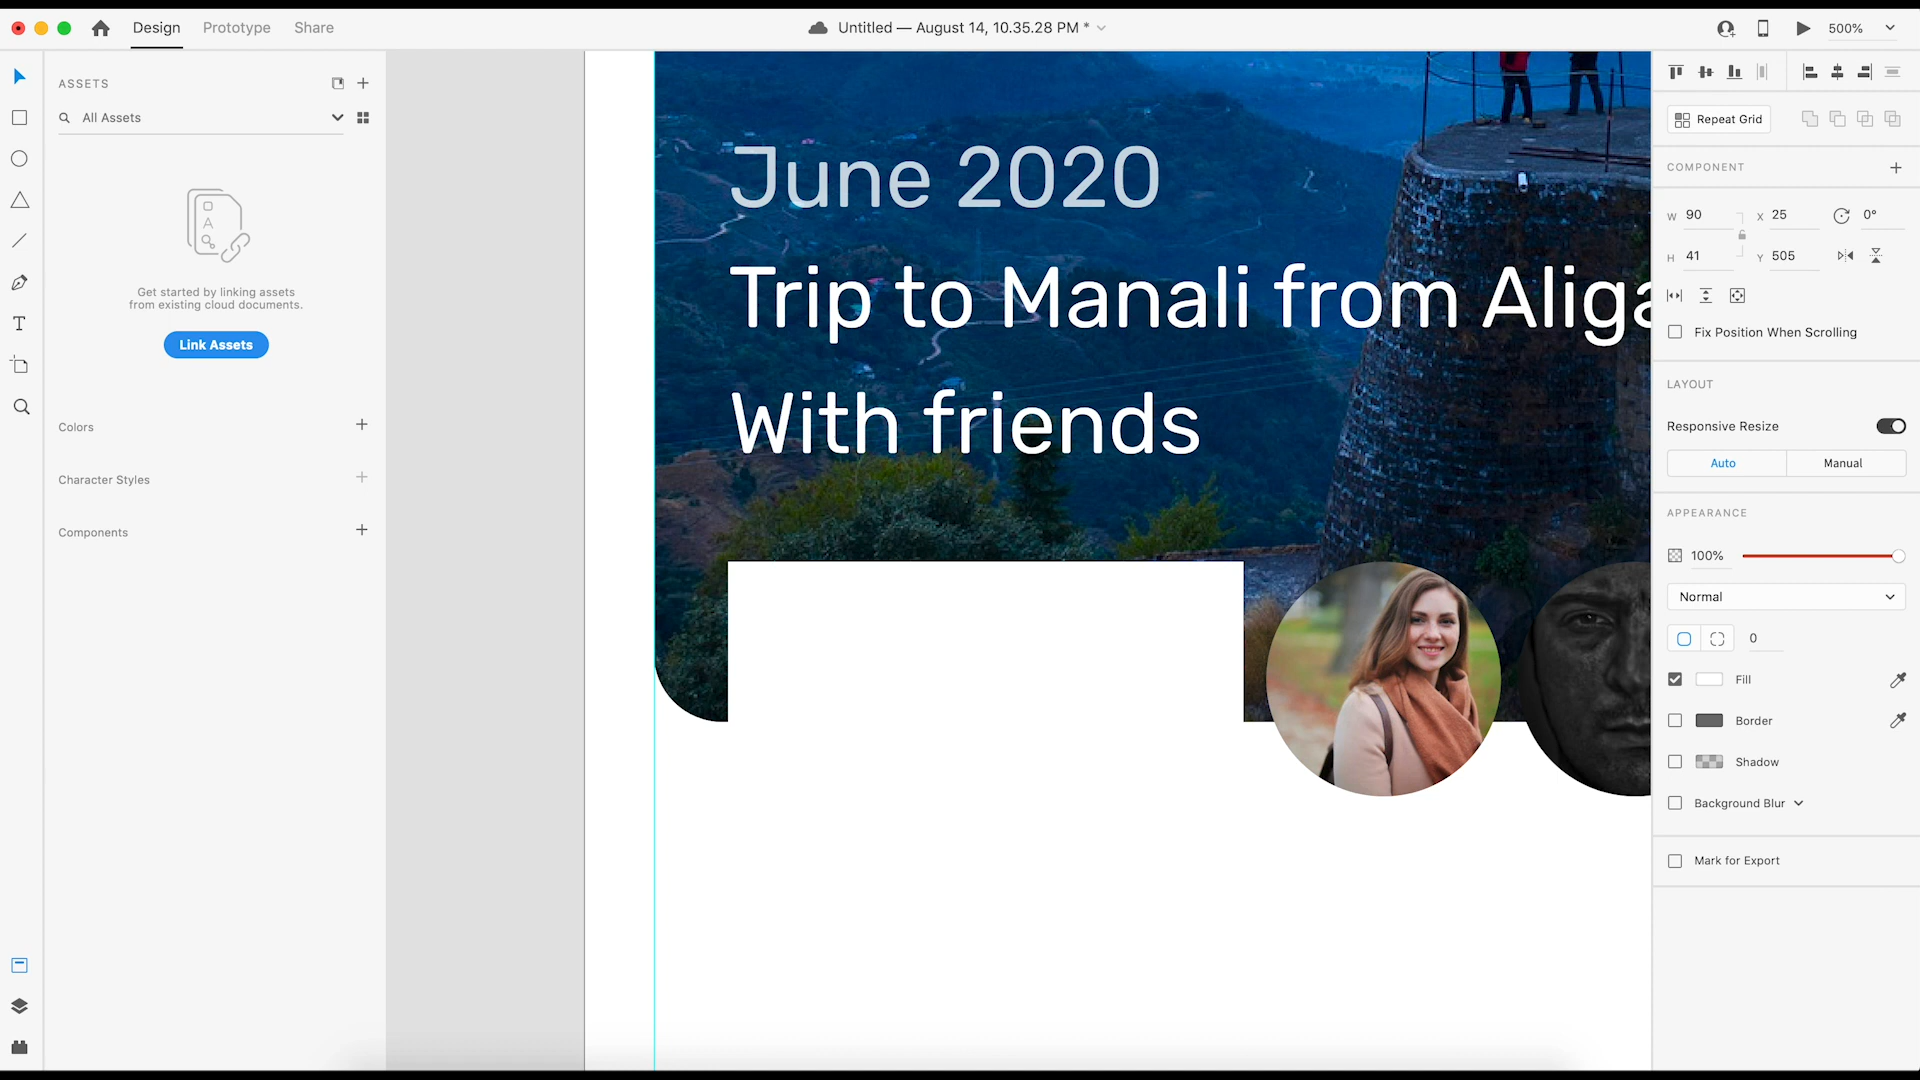 Design Prototype Share Untitled — August 14, 10.35.28 PM * 500%
ASSETS
All Assets
Get started by linking assets
from existing cloud documents.
Link Assets
Colors
Character Styles
Components
June 2020
Trip to Manali from Aliga
With friends
Repeat Grid
COMPONENT
W 90 X 25 0°
H 41 Y 505
Fix Position When Scrolling
LAYOUT
Responsive Resize
Auto Manual
APPEARANCE
100%
Normal
0
Fill
Border
Shadow
Background Blur
Mark for Export